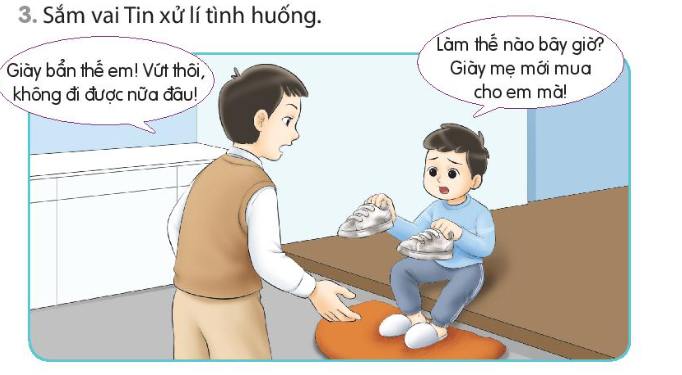 3. Sắm vai Tin xử lí tình huống.
Giày bẩn thế em! Vứt thôi,
không đi được nữa đâu!
Làm thế nào bây giờ?
Giày mẹ mới mua
cho em mà!